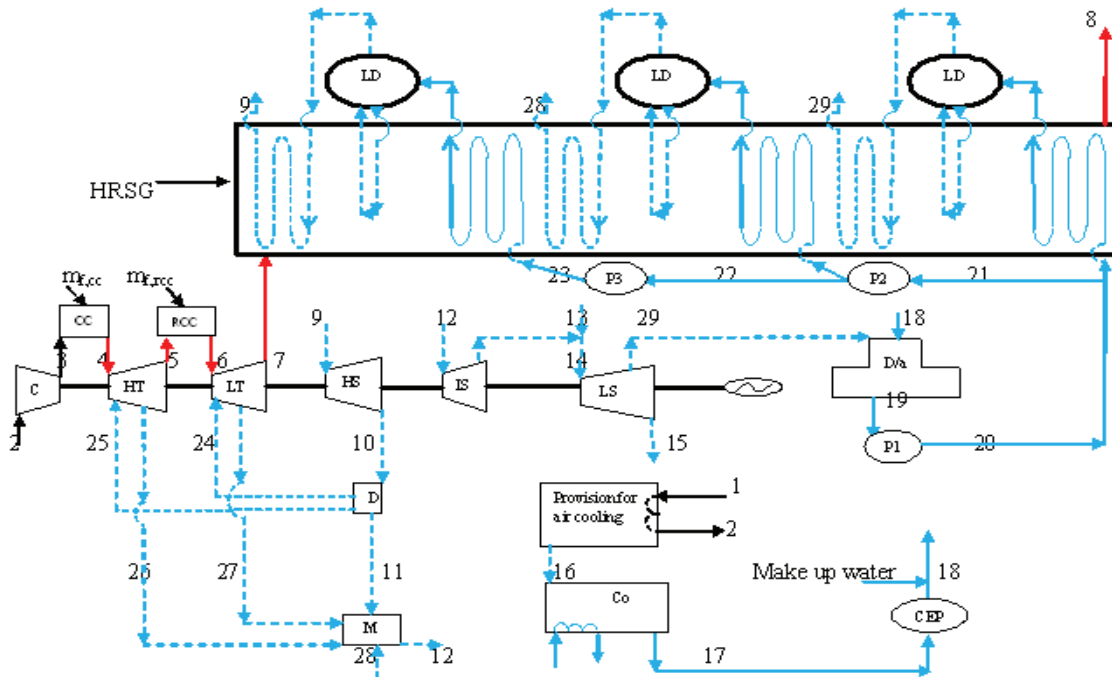 8
LD LD LD
9 28 29
HRSG
23 P3 22 P2 21
mf,cc mf,rcc
CC RCC 9 12 13 29 18
3 4 5 6 7 14
C HT LT HS IS LS D/a
19
2 25 24 10 15 P1 20
D Provision for 1
air cooling 2
26 27 11 16 Make up water 18
Co CEP
M
28 12 17